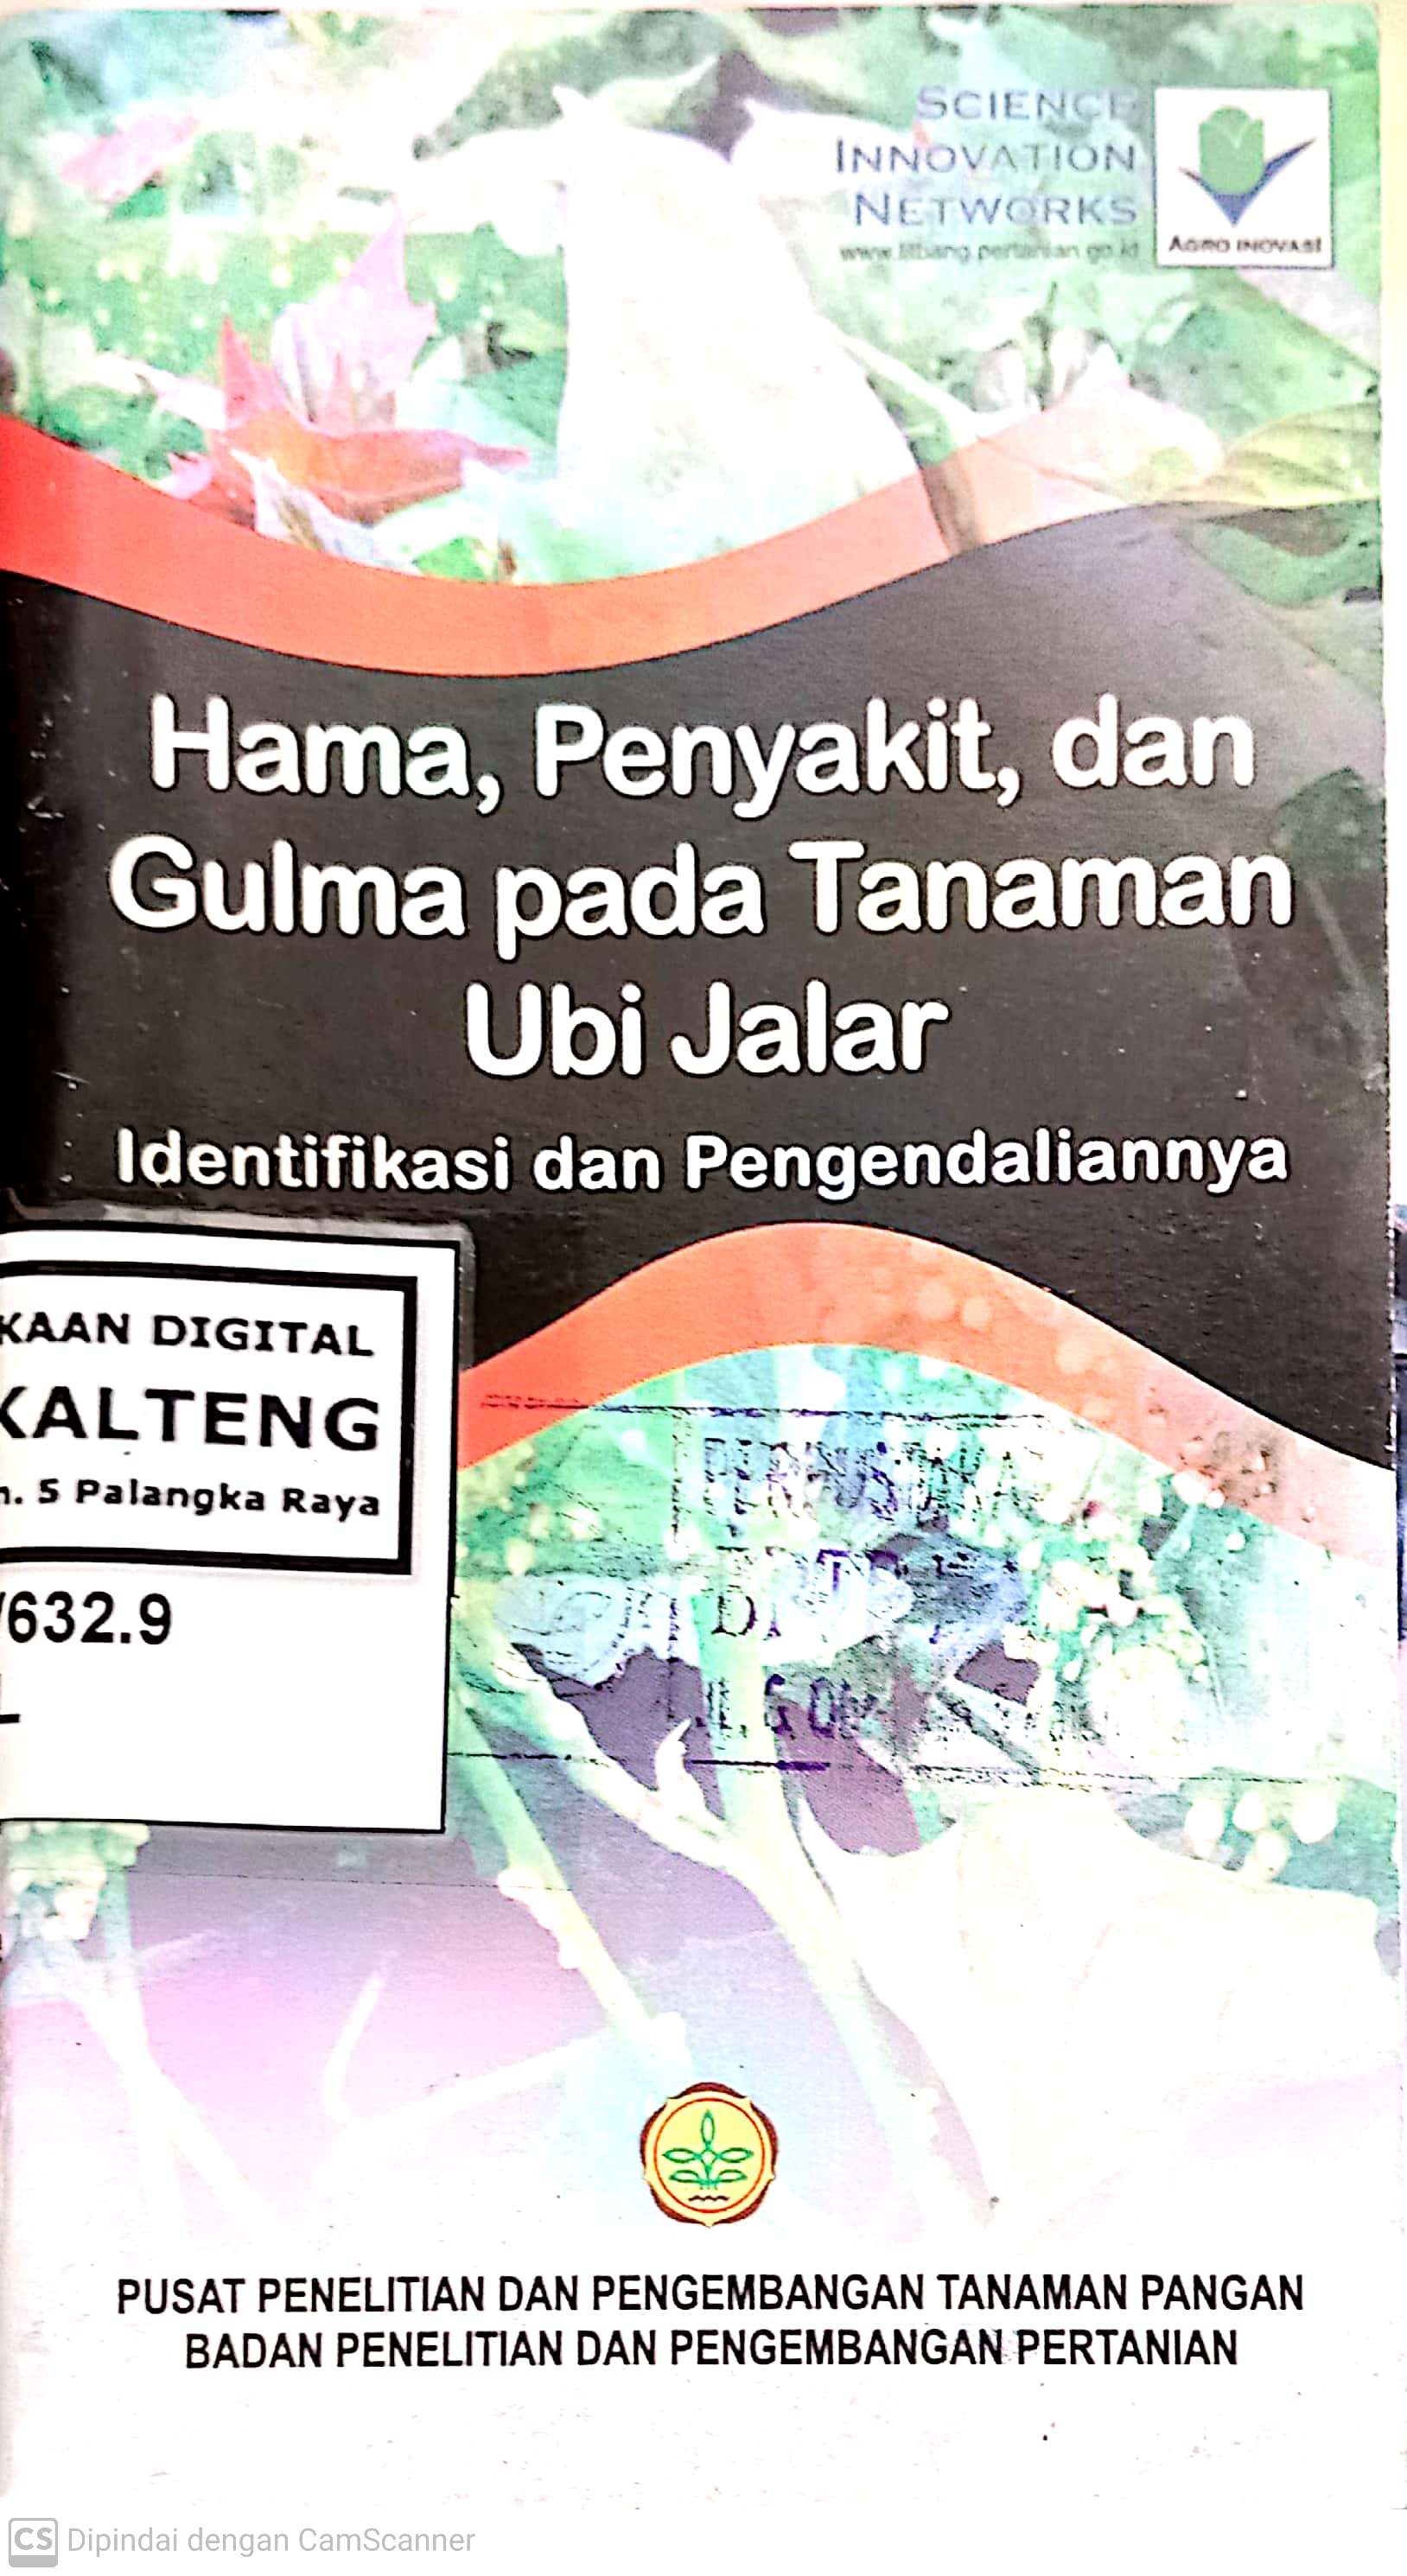 SCIENCE
INNOVATION
NETWORKS
www.litbang.pertanian.go.id
AGRO INOVASI
Hama, Penyakit, dan
Gulma pada Tanaman
Ubi Jalar
Identifikasi dan Pengendaliannya
KAAN DIGITAL
KALTENG
5 Palangka Raya
/632.9
PUSAT PENELITIAN DAN PENGEMBANGAN TANAMAN PANGAN
BADAN PENELITIAN DAN PENGEMBANGAN PERTANIAN
CS Dipindai dengan CamScanner